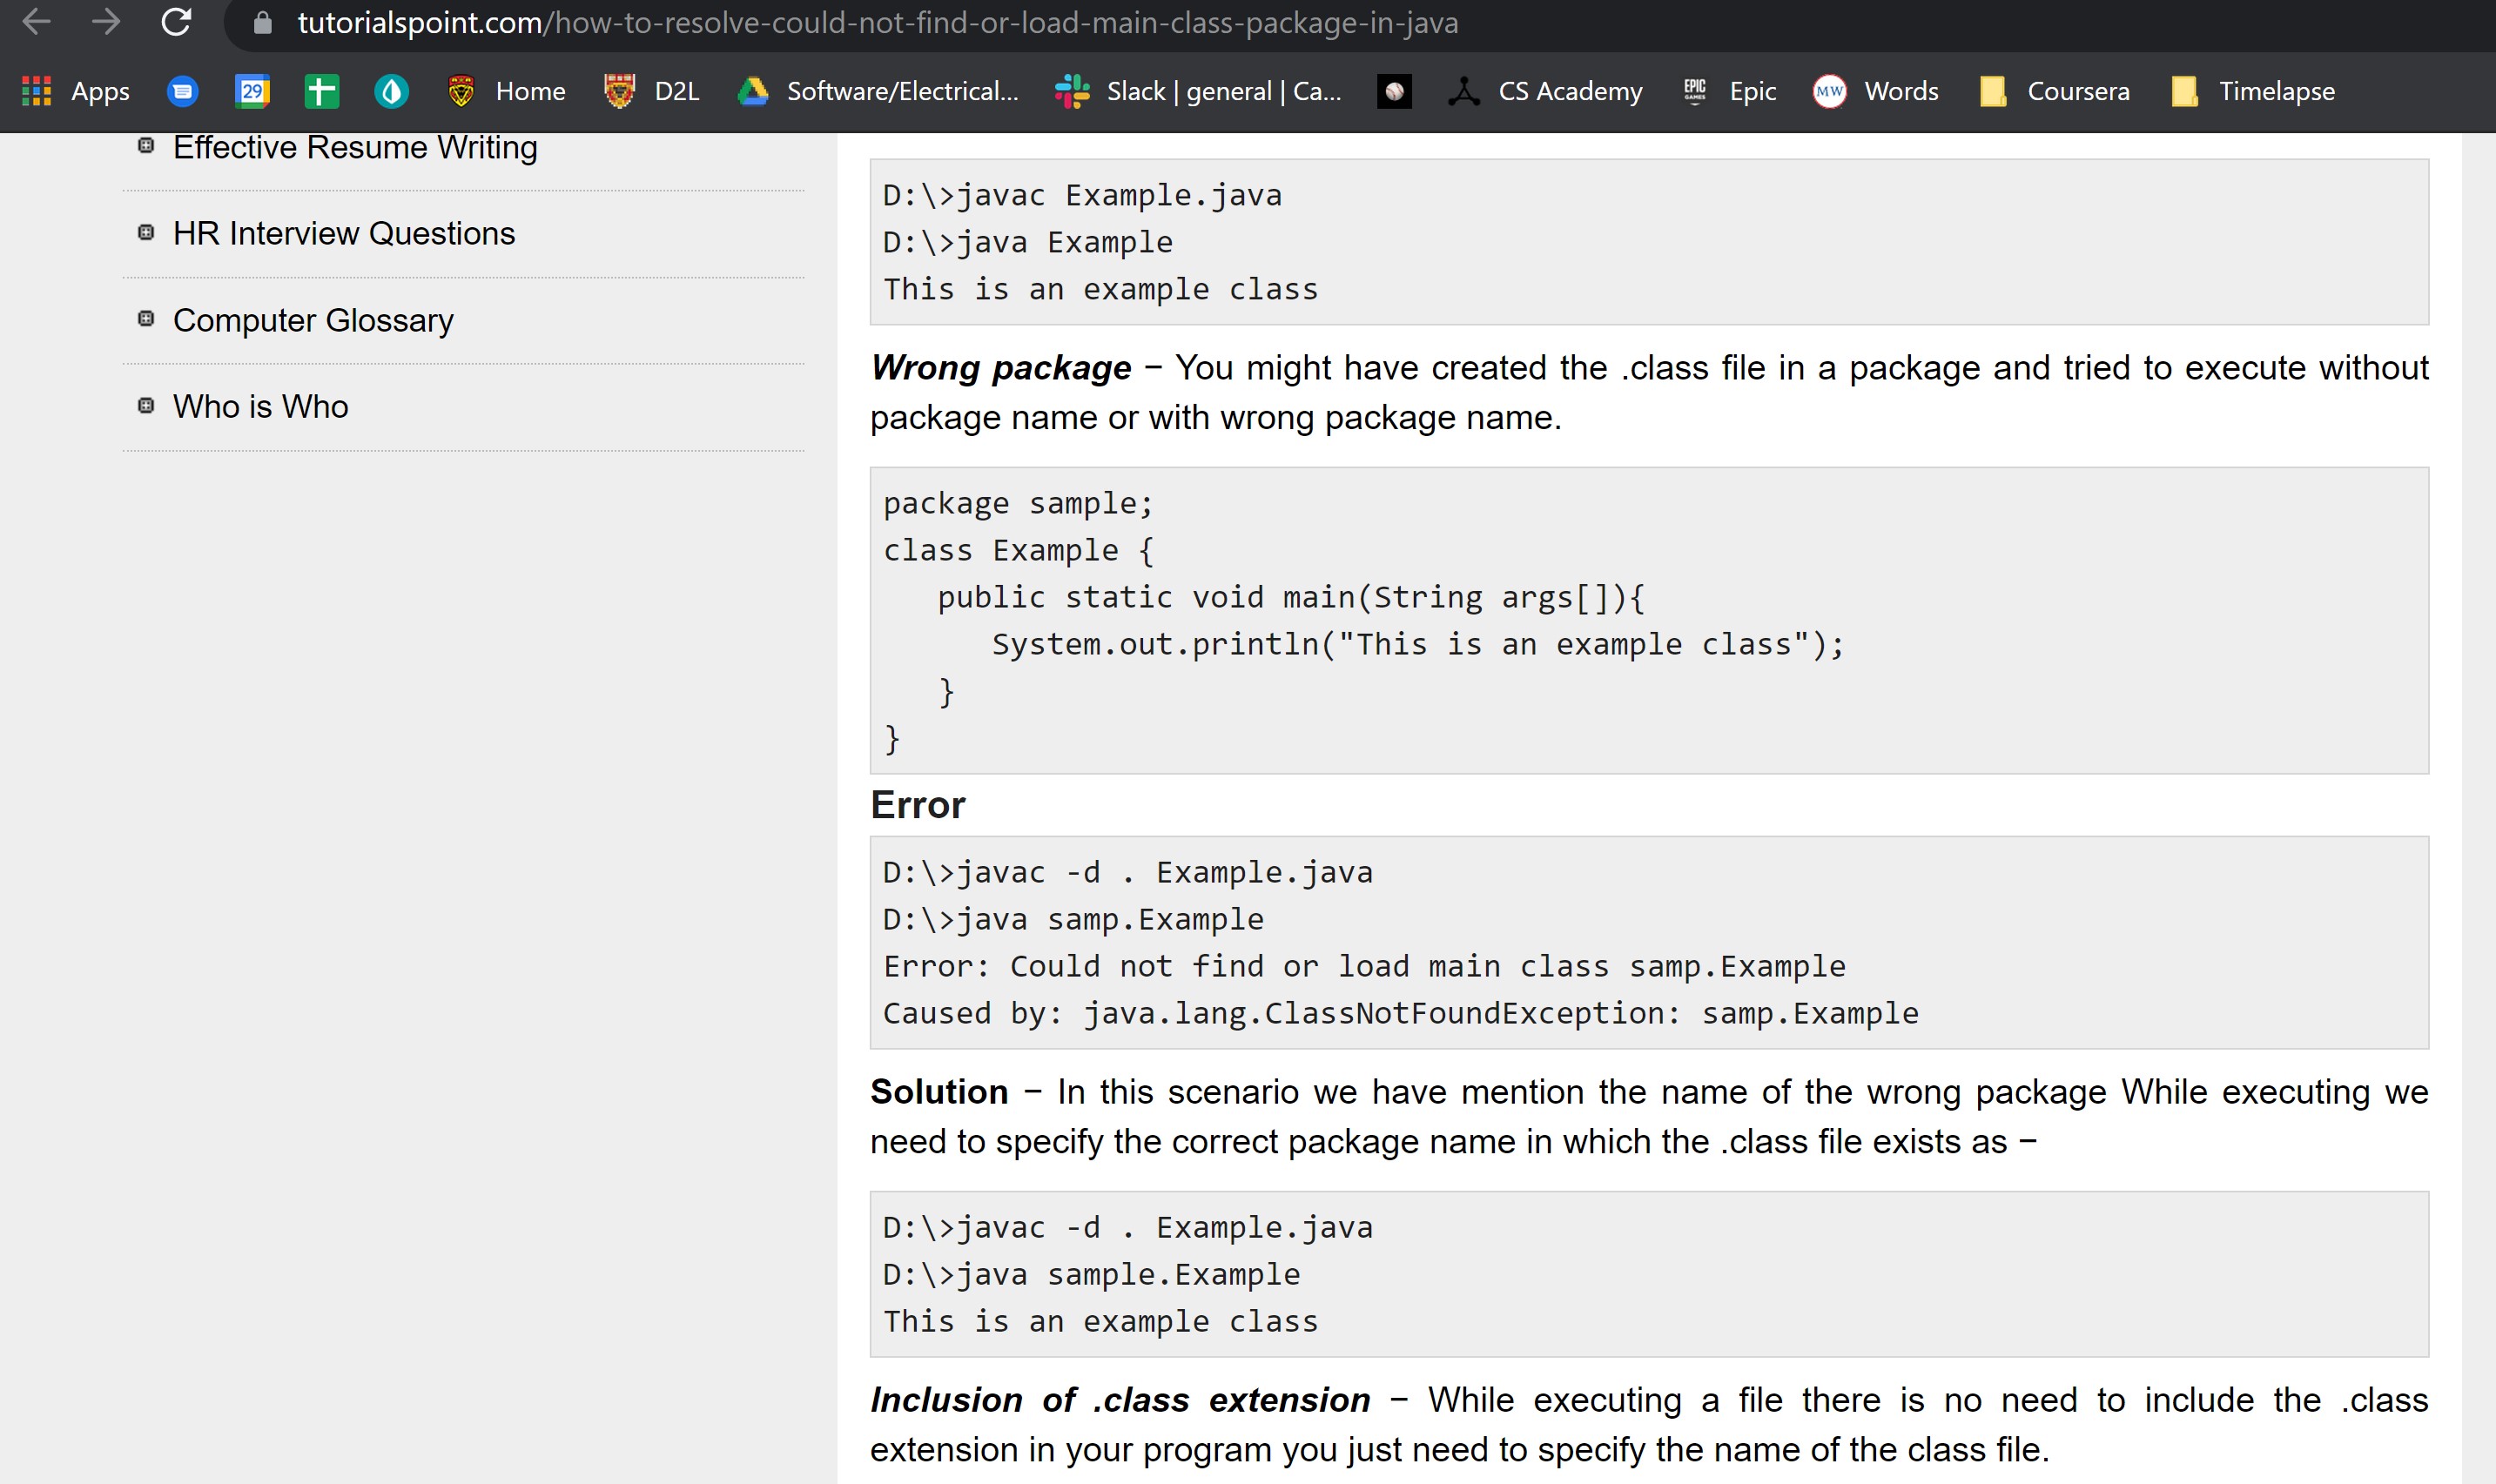 tutorialspoint.com/how-to-resolve-could-not-find-or-load-main-class-package-in-java
Apps 29 Home D2L Software/Electrical... Slack | general | Ca... CS Academy EPIC GAMES Epic MW Words Coursera Timelapse
Effective Resume Writing
HR Interview Questions
Computer Glossary
Who is Who
D:\>javac Example.java
D:\>java Example
This is an example class
Wrong package − You might have created the .class file in a package and tried to execute without
package name or with wrong package name.
package sample;
class Example {
   public static void main(String args[]){
      System.out.println("This is an example class");
   }
}
Error
D:\>javac -d . Example.java
D:\>java samp.Example
Error: Could not find or load main class samp.Example
Caused by: java.lang.ClassNotFoundException: samp.Example
Solution − In this scenario we have mention the name of the wrong package While executing we
need to specify the correct package name in which the .class file exists as −
D:\>javac -d . Example.java
D:\>java sample.Example
This is an example class
Inclusion of .class extension − While executing a file there is no need to include the .class
extension in your program you just need to specify the name of the class file.